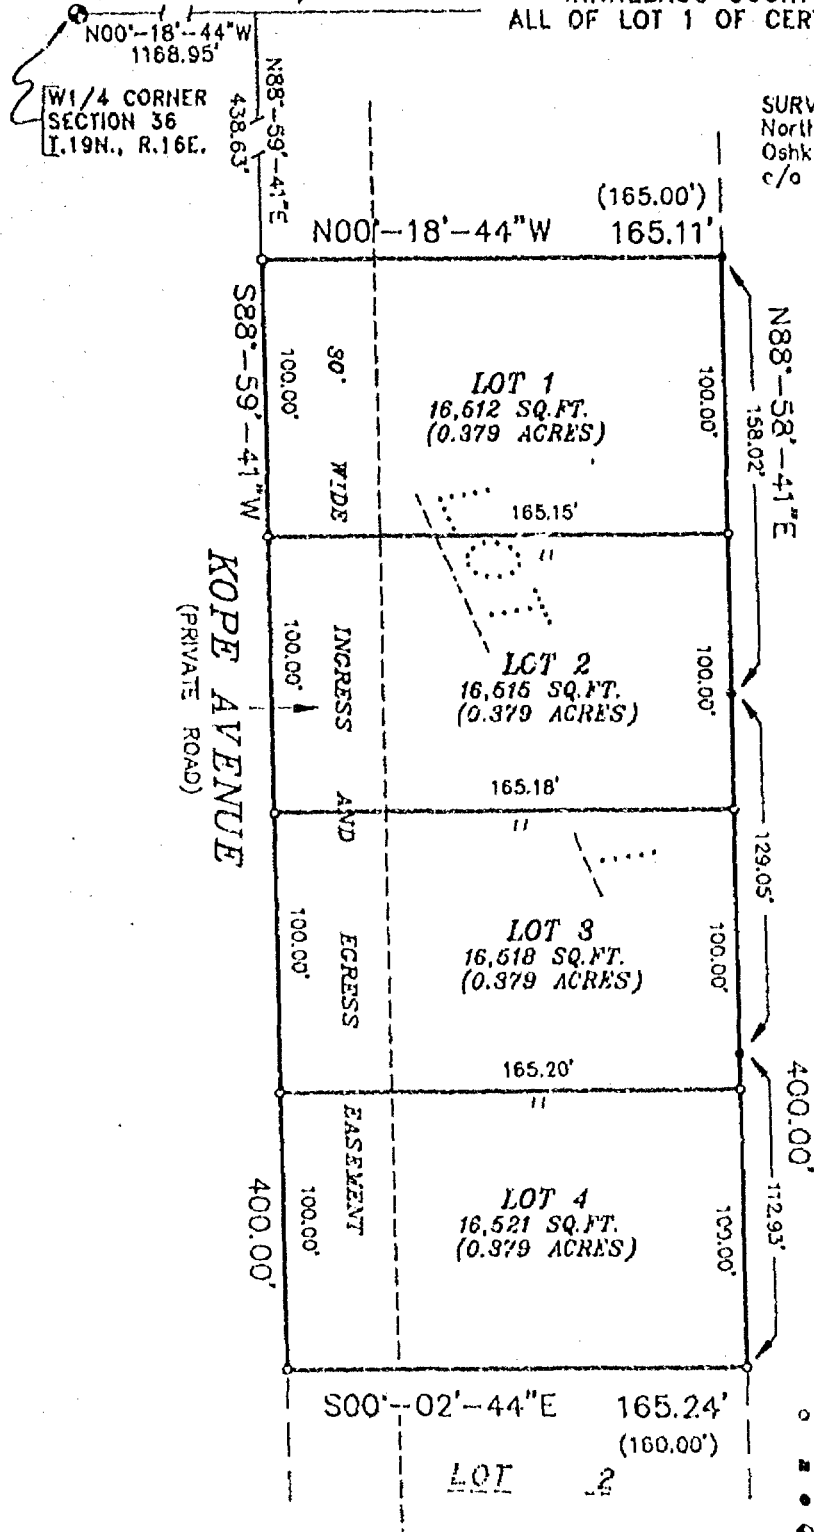 ALL OF LOT 1 OF CER
N00°-18'-44"W
1168.95'
W1/4 CORNER
SECTION 36
T.19N., R.16E.
N88°-59'-41"E
438.63'
SURV
North
Oshk
c/o
(165.00')
N00°-18'-44"W 165.11'
S88°-59'-41"W
100.00'
30' WIDE INGRESS AND EGRESS EASEMENT
LOT 1
16,512 SQ.FT.
(0.379 ACRES)
100.00'
158.02'
N88°-58'-41"E
165.15'
"
KOPE AVENUE
(PRIVATE ROAD)
100.00'
LOT 2
16,515 SQ.FT.
(0.379 ACRES)
100.00'
165.18'
"
129.05'
100.00'
LOT 3
16,518 SQ.FT.
(0.379 ACRES)
100.00'
165.20'
"
400.00'
112.93'
400.00'
100.00'
LOT 4
16,521 SQ.FT.
(0.379 ACRES)
100.00'
S00°-02'-44"E 165.24'
(160.00')
LOT 2